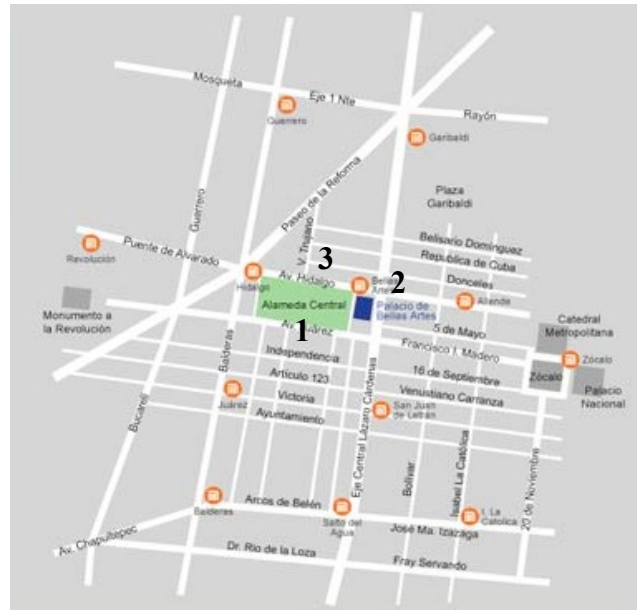 Mosqueta
Eje 1 Nte
Rayón
Guerrero
Garibaldi
Plaza
Garibaldi
Paseo de la Reforma
Guerrero
V. Trujano
Belisario Domínguez
Republica de Cuba
Donceles
Revolución
Puente de Alvarado
Hidalgo
Av. Hidalgo
3
Bellas
Artes
2
Allende
Alameda Central
Palacio de
Bellas Artes
5 de Mayo
Catedral
Metropolitana
Monumento a
la Revolución
1
Av. Juárez
Francisco I. Madero
Zócalo
Zócalo
Palacio
Nacional
Balderas
Independencia
16 de Septiembre
Articulo 123
Venustiano Carranza
Juárez
Victoria
San Juan
de Letrán
Ayuntamiento
Bucareli
Eje Central Lázaro Cárdenas
Bolívar
Isabel La Católica
20 de Noviembre
Balderas
Arcos de Belén
Salto del
Agua
José Ma. Izazaga
I. La
Catolica
Av. Chapultepec
Dr. Rio de la Loza
Fray Servando